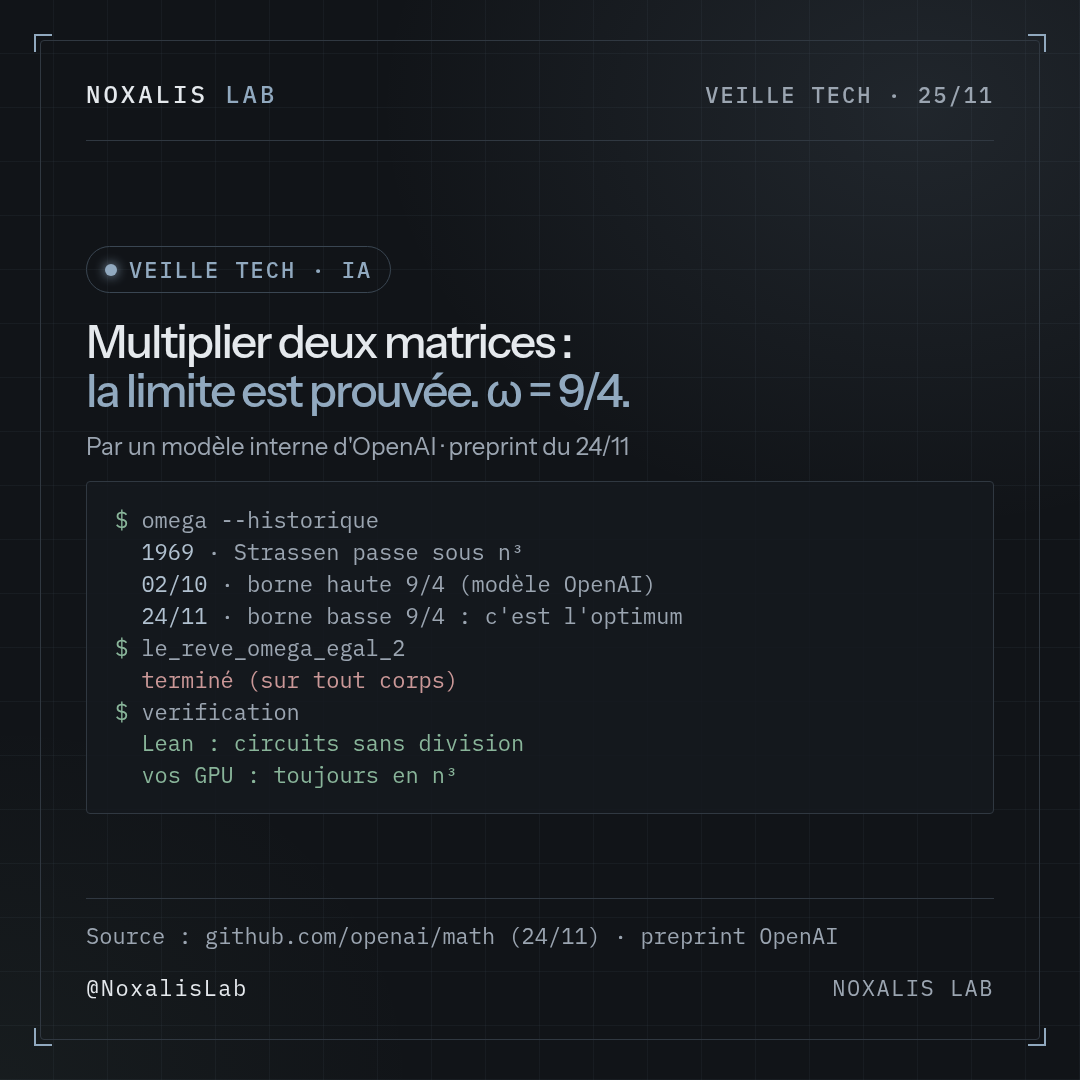 NOXALIS LAB
VEILLE TECH · 25/11
VEILLE TECH · IA
Multiplier deux matrices :
la limite est prouvée. ω = 9/4.
Par un modèle interne d'OpenAI · preprint du 24/11
$ omega --historique
1969 · Strassen passe sous n³
02/10 · borne haute 9/4 (modèle OpenAI)
24/11 · borne basse 9/4 : c'est l'optimum
$ le_reve_omega_egal_2
terminé (sur tout corps)
$ verification
Lean : circuits sans division
vos GPU : toujours en n³
Source : github.com/openai/math (24/11) · preprint OpenAI
@NoxalisLab
NOXALIS LAB